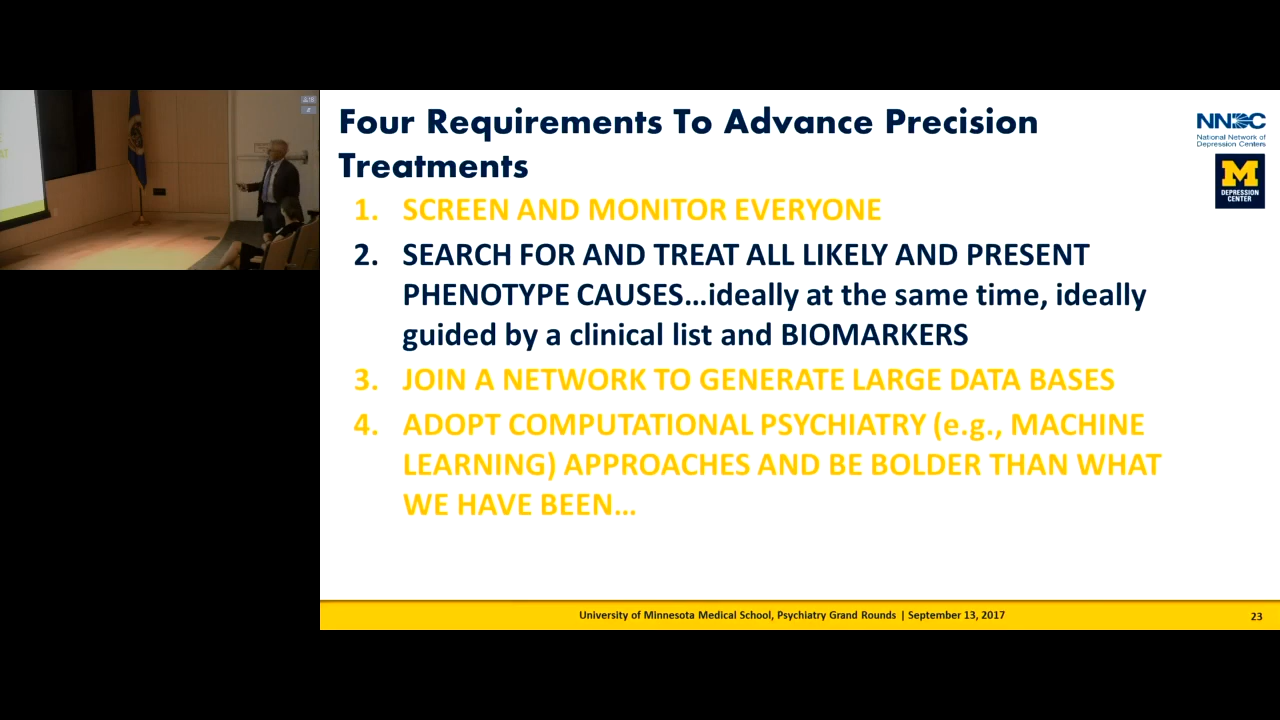 Four Requirements To Advance Precision
Treatments
1. SCREEN AND MONITOR EVERYONE
2. SEARCH FOR AND TREAT ALL LIKELY AND PRESENT
PHENOTYPE CAUSES...ideally at the same time, ideally
guided by a clinical list and BIOMARKERS
3. JOIN A NETWORK TO GENERATE LARGE DATA BASES
4. ADOPT COMPUTATIONAL PSYCHIATRY (e.g., MACHINE
LEARNING) APPROACHES AND BE BOLDER THAN WHAT
WE HAVE BEEN...
NNDC
National Network of
Depression Centers
M
DEPRESSION
CENTER
University of Minnesota Medical School, Psychiatry Grand Rounds | September 13, 2017
23